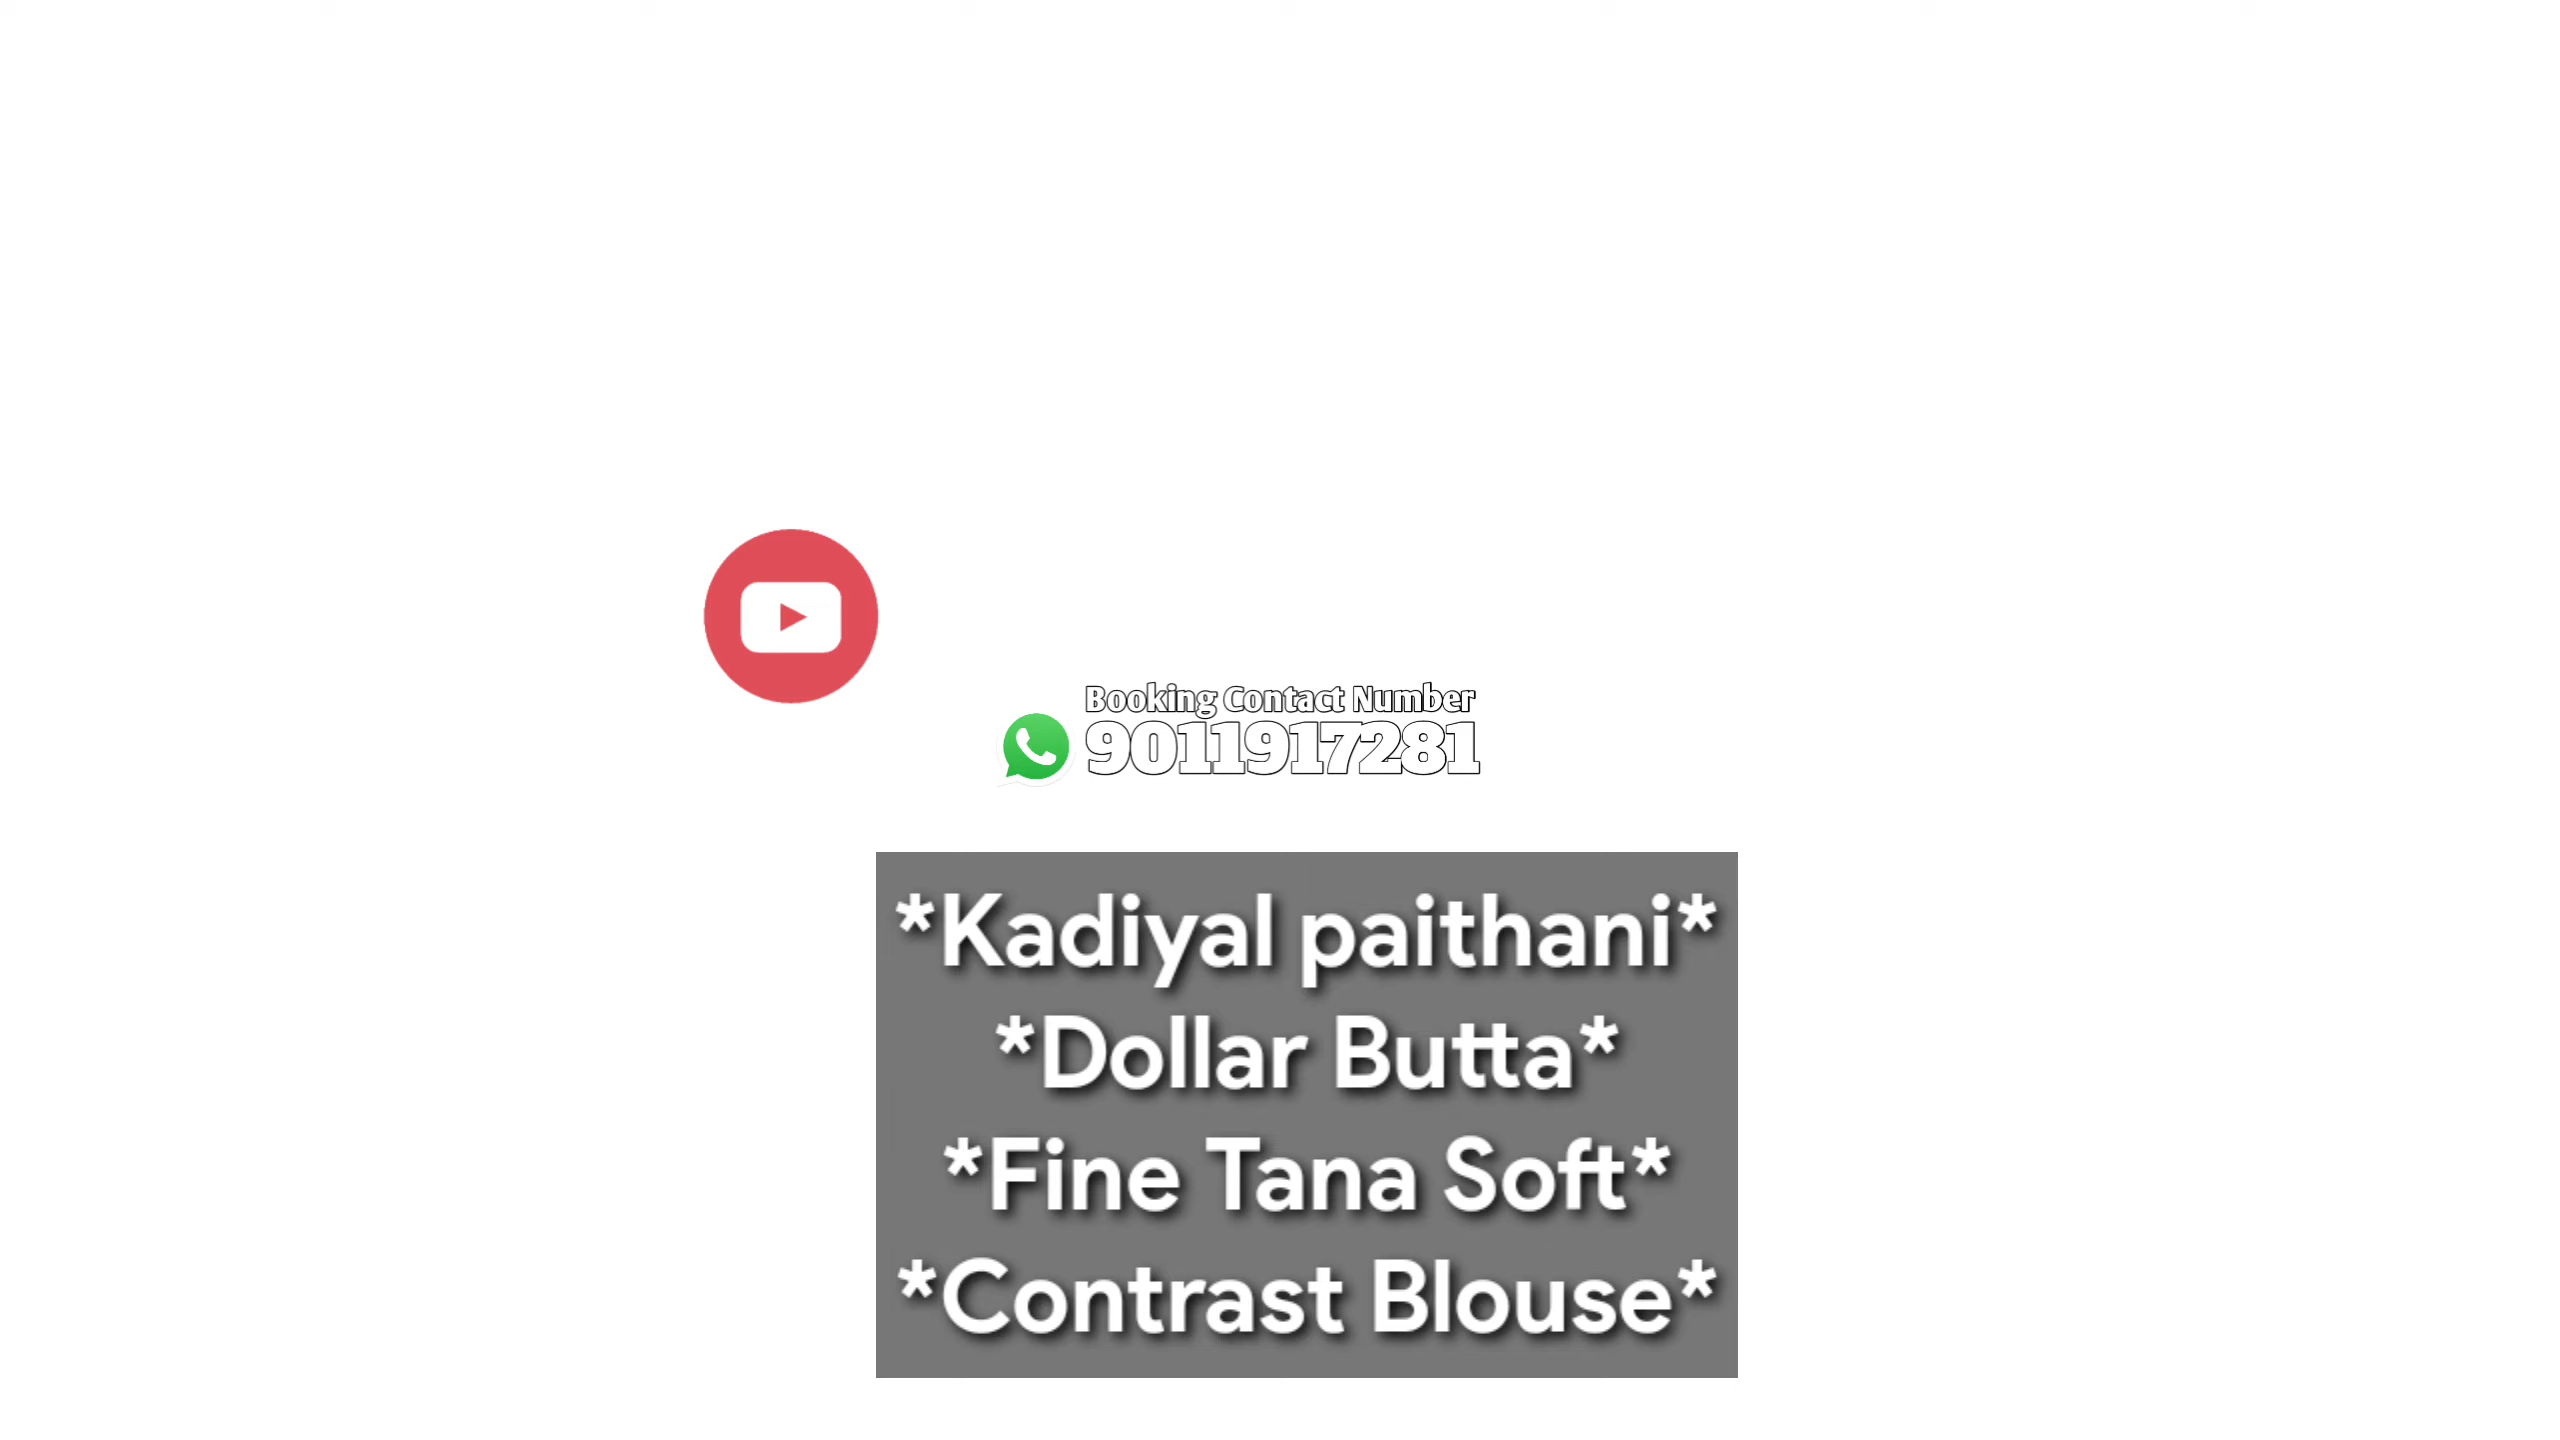 Booking Contact Number
9011917281
*Kadiyal paithani*
*Dollar Butta*
*Fine Tana Soft*
*Contrast Blouse*